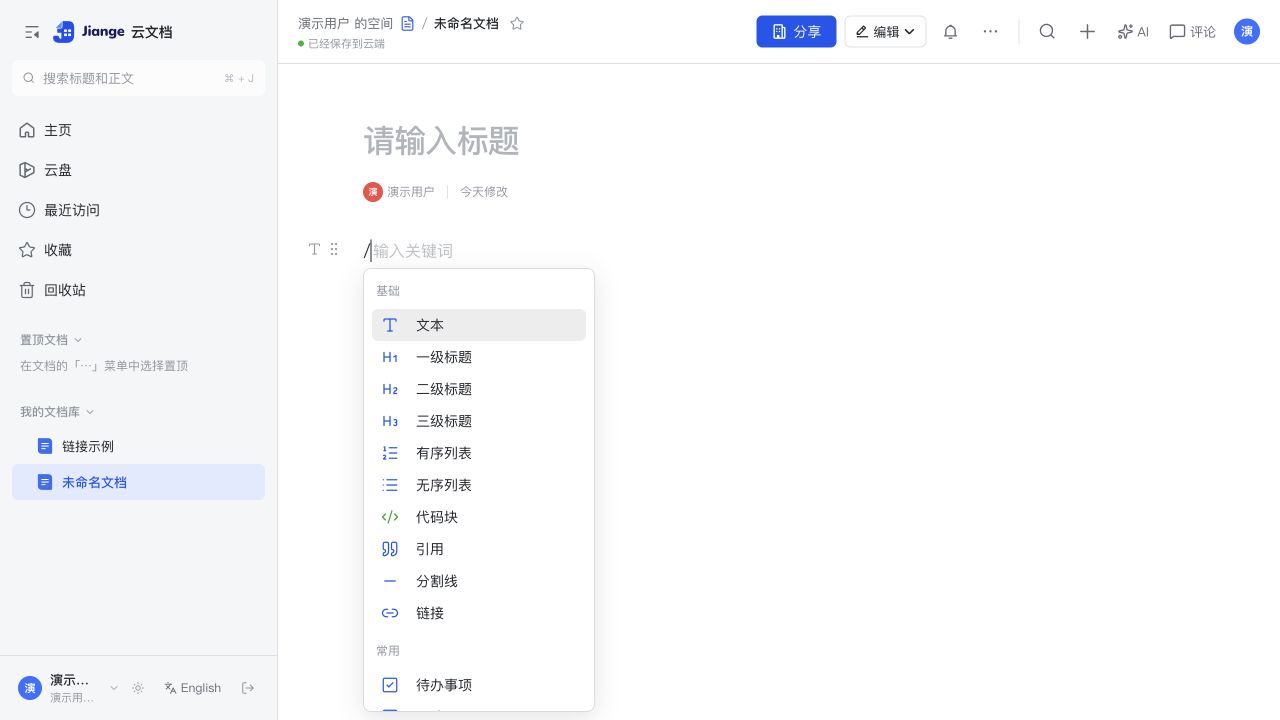 Jiange 云文档
搜索标题和正文 ⌘ + J
主页
云盘
最近访问
收藏
回收站
置顶文档
在文档的「···」菜单中选择置顶
我的文档库
链接示例
未命名文档
演
演示...
演示用...
English
演示用户 的空间 / 未命名文档
已经保存到云端
分享
编辑
AI
评论
演
请输入标题
演 演示用户 今天修改
/输入关键词
基础
文本
H1 一级标题
H2 二级标题
H3 三级标题
有序列表
无序列表
代码块
引用
分割线
链接
常用
待办事项